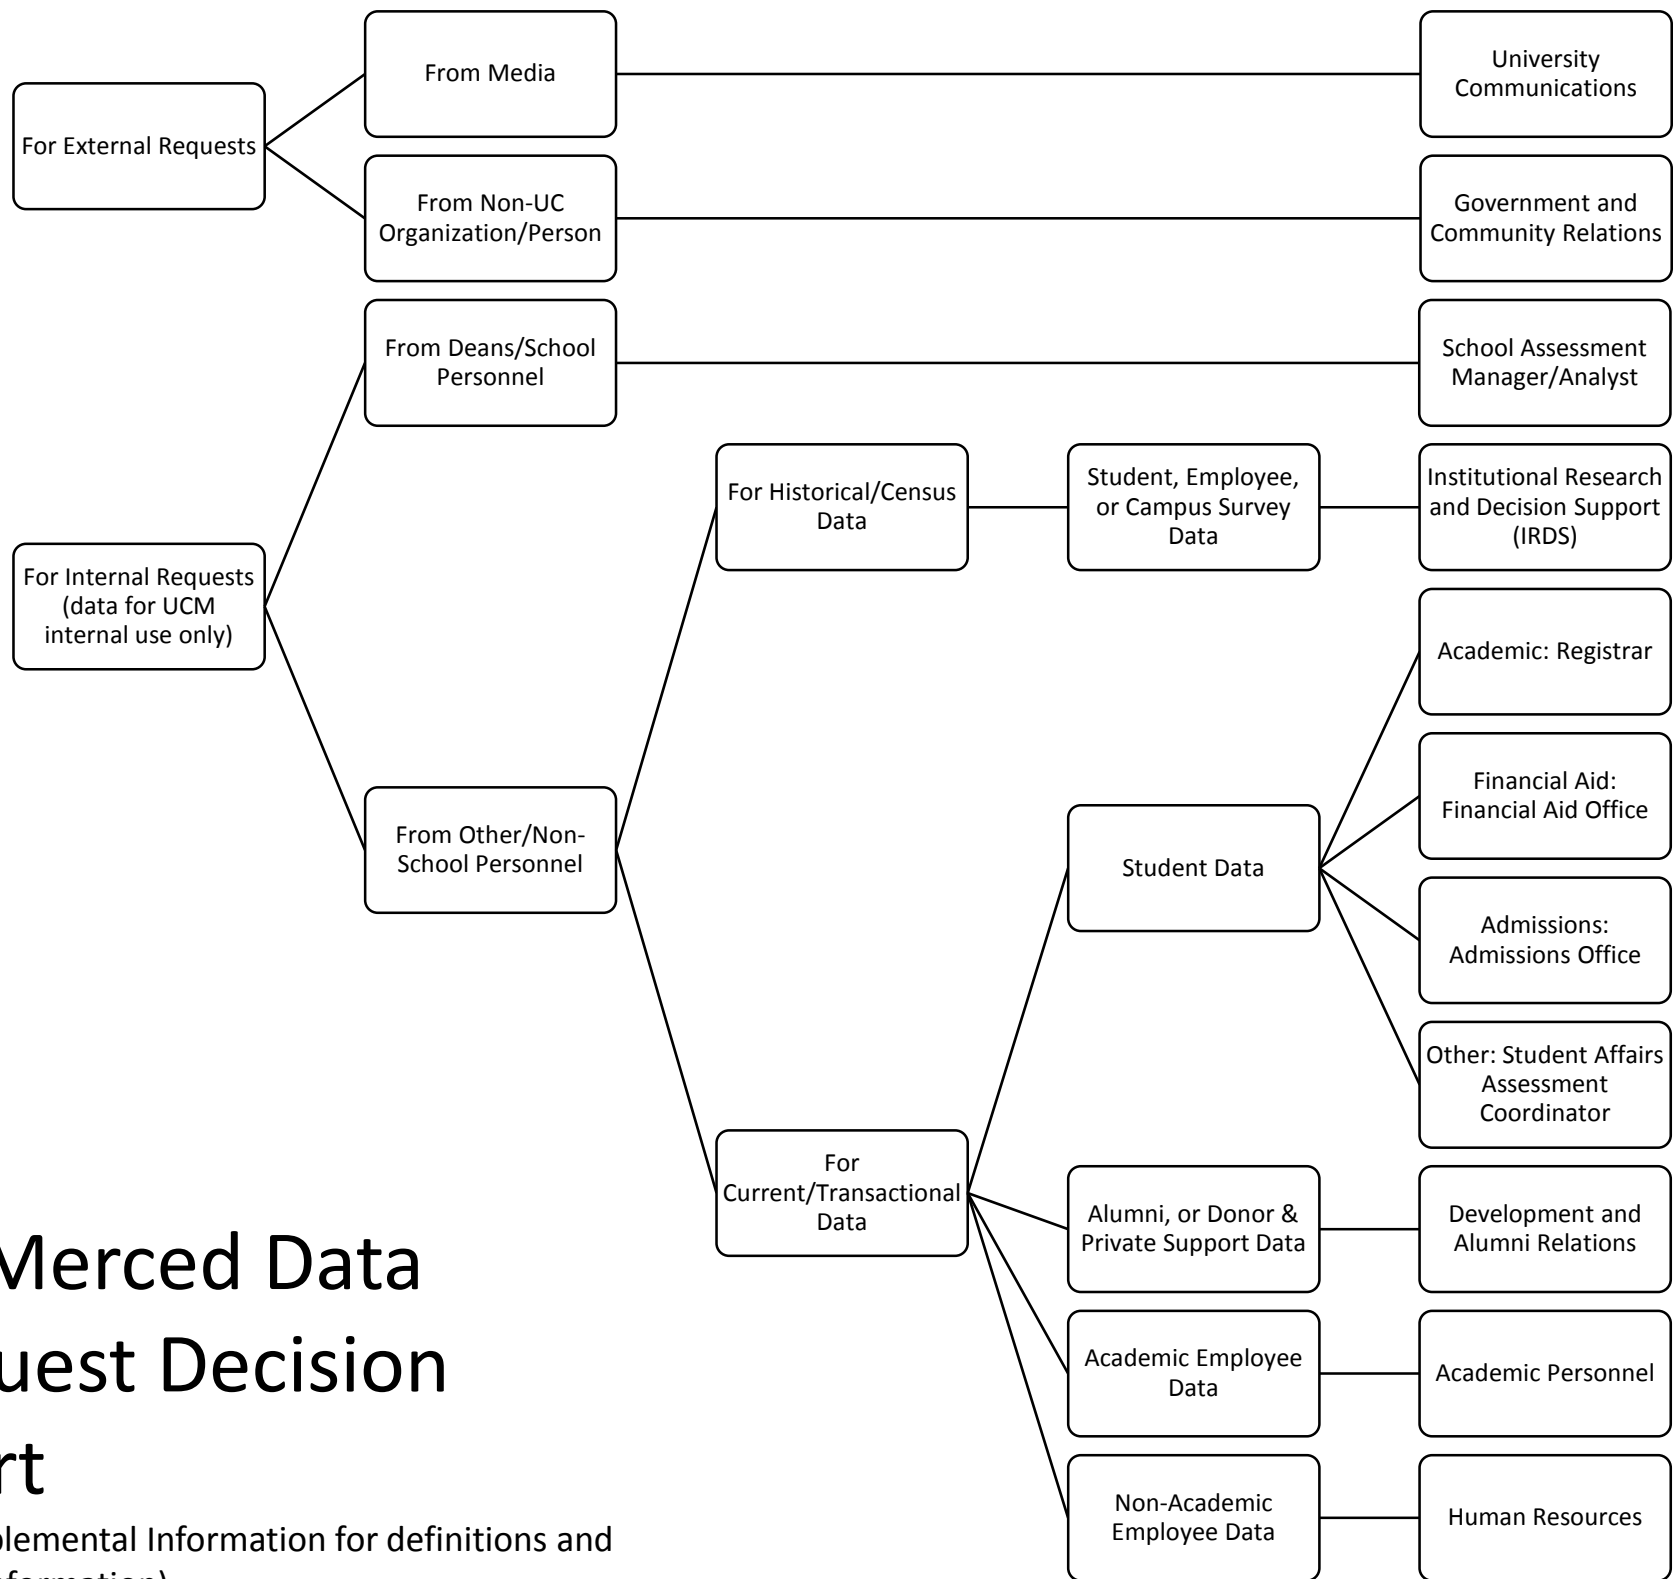 From Media
University
Communications
For External Requests
From Non-UC
Organization/Person
Government and
Community Relations
From Deans/School
Personnel
School Assessment
Manager/Analyst
For Historical/Census
Data
Student, Employee,
or Campus Survey
Data
Institutional Research
and Decision Support
(IRDS)
For Internal Requests
(data for UCM
internal use only)
Academic: Registrar
Financial Aid:
Financial Aid Office
From Other/Non-
School Personnel
Student Data
Admissions:
Admissions Office
Other: Student Affairs
Assessment
Coordinator
For
Current/Transactional
Data
Alumni, or Donor &
Private Support Data
Development and
Alumni Relations
Academic Employee
Data
Academic Personnel
Non-Academic
Employee Data
Human Resources
Merced Data
uest Decision
rt
plemental Information for definitions and